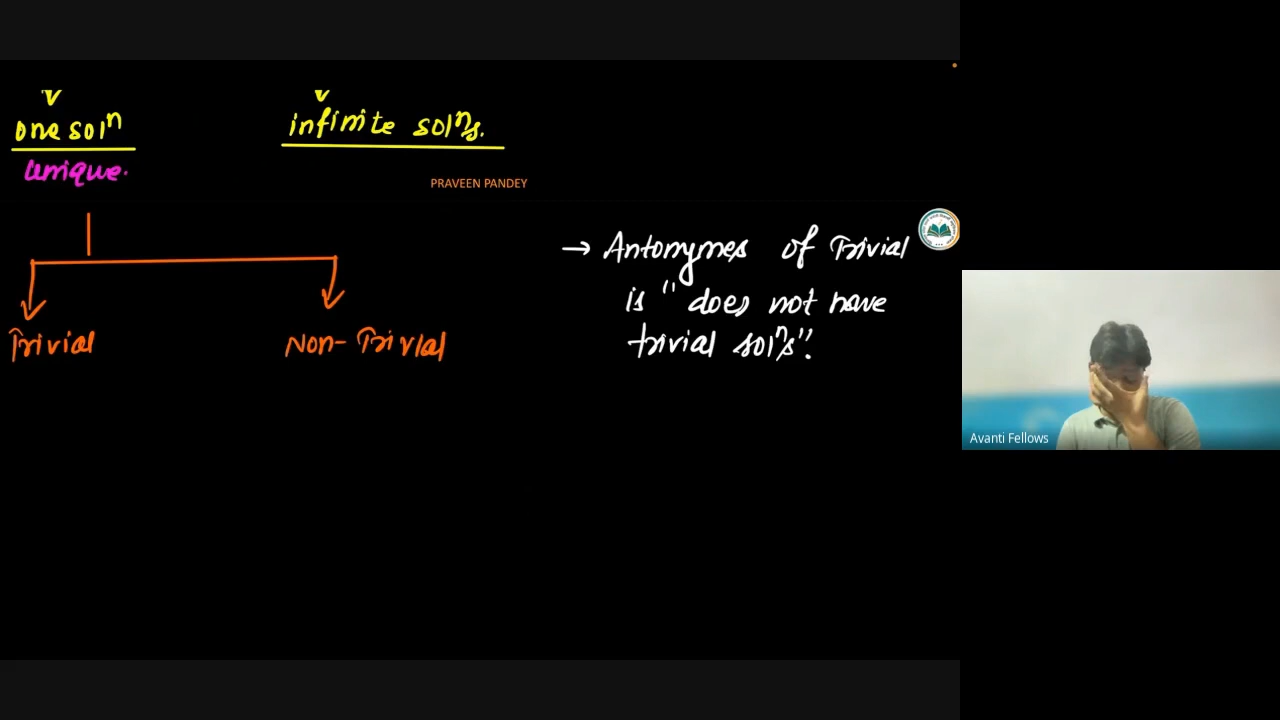 one solⁿ
infinite solⁿs.
unique.
PRAVEEN PANDEY
→ Antonymes of Trivial
is " does not have
trivial solⁿs".
Trivial
Non-Trivial
Avanti Fellows